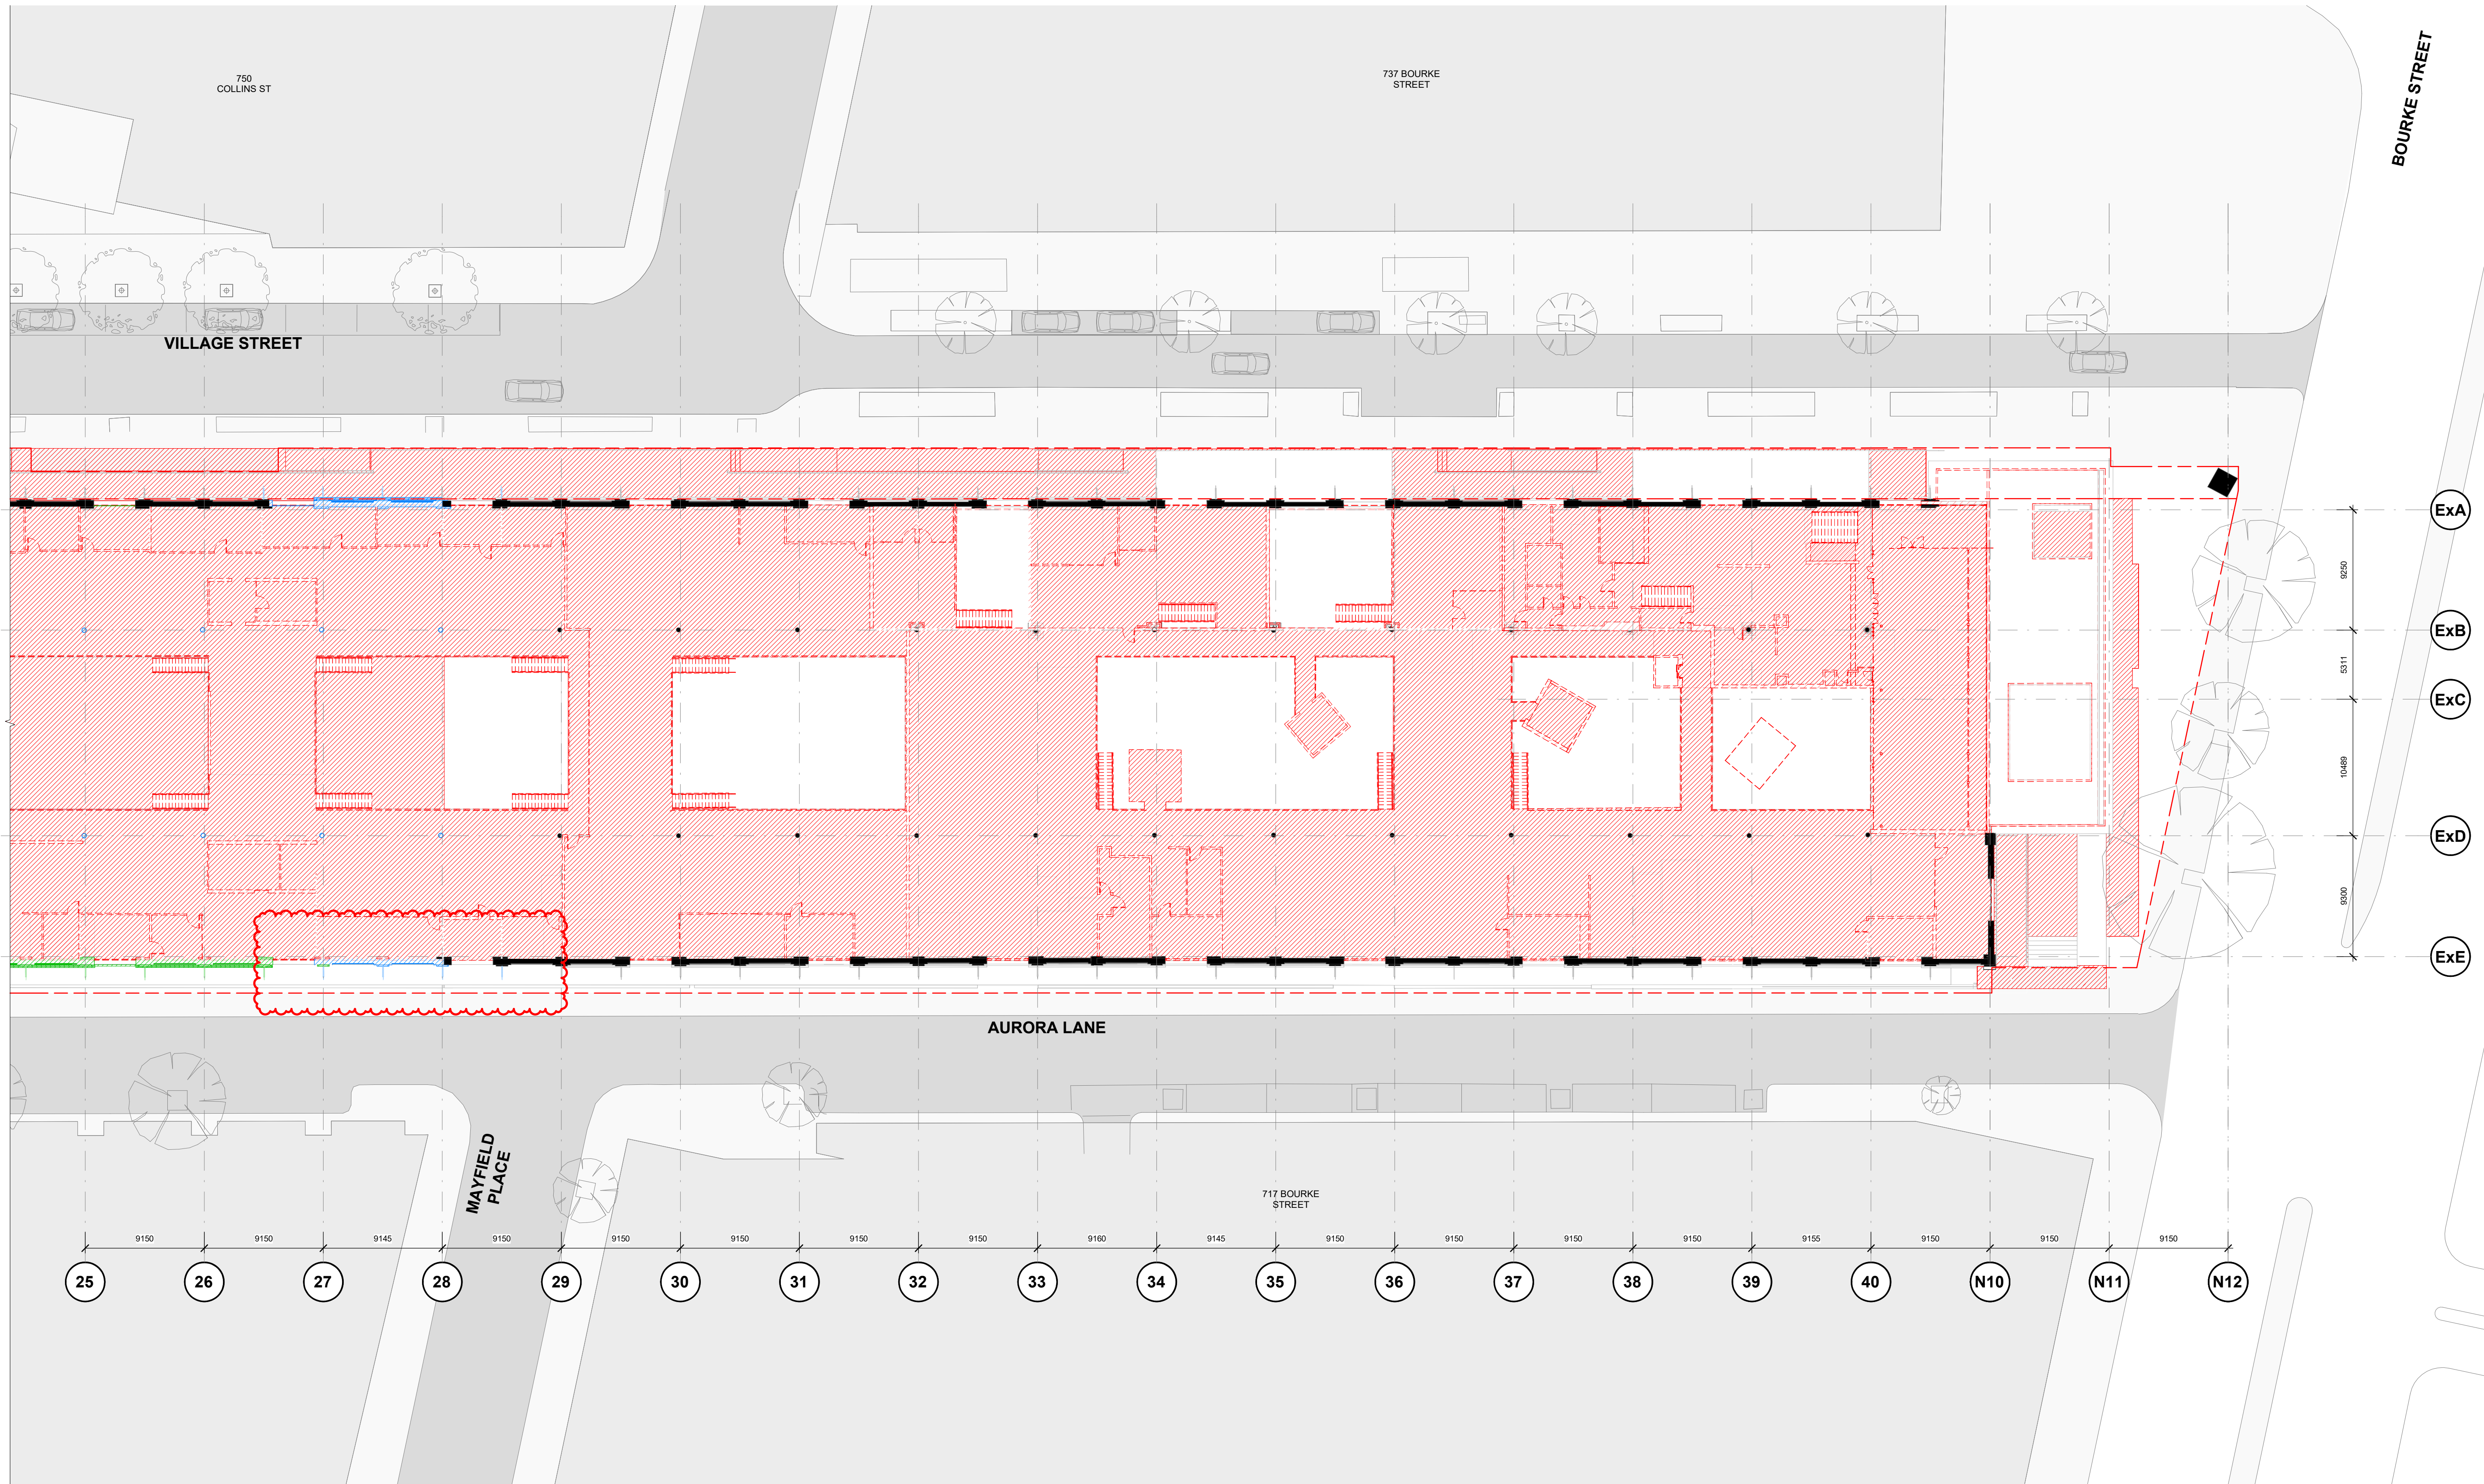 750
COLLINS ST
737 BOURKE
STREET
BOURKE STREET
VILLAGE STREET
ExA
9250
ExB
5311
ExC
10489
ExD
9300
ExE
AURORA LANE
MAYFIELD
PLACE
717 BOURKE
STREET
9150 9150 9145 9150 9150 9150 9150 9150 9160 9145 9150 9150 9150 9150 9155 9150 9150 9150
25 26 27 28 29 30 31 32 33 34 35 36 37 38 39 40 N10 N11 N12